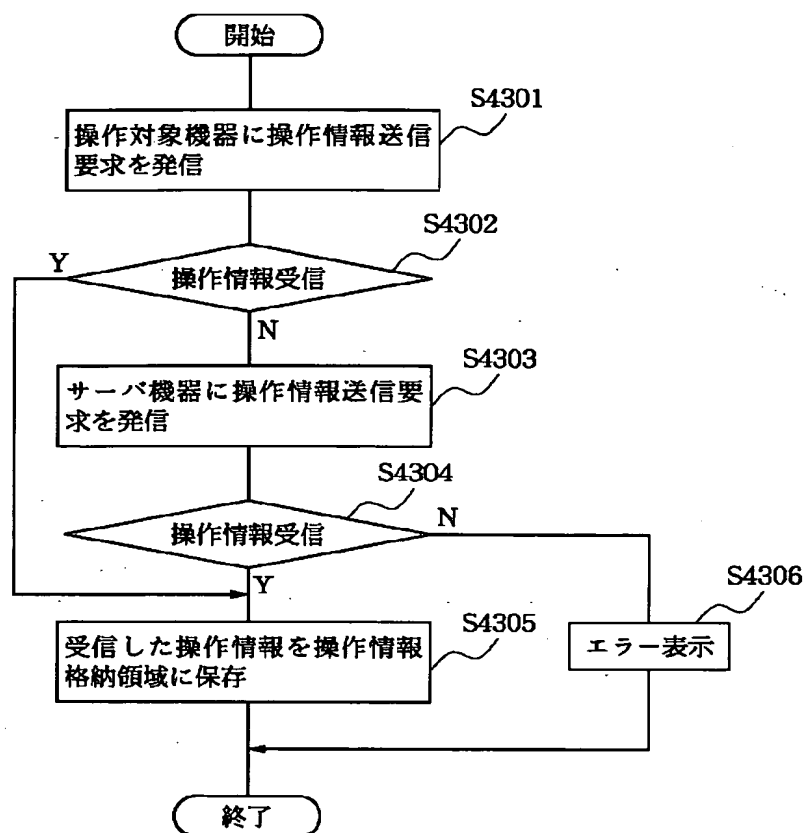 開始
S4301
操作対象機器に操作情報送信
要求を発信
S4302
Y
操作情報受信
N
S4303
サーバ機器に操作情報送信要
求を発信
S4304
操作情報受信
N
Y
S4305
S4306
受信した操作情報を操作情報
格納領域に保存
エラー表示
終了